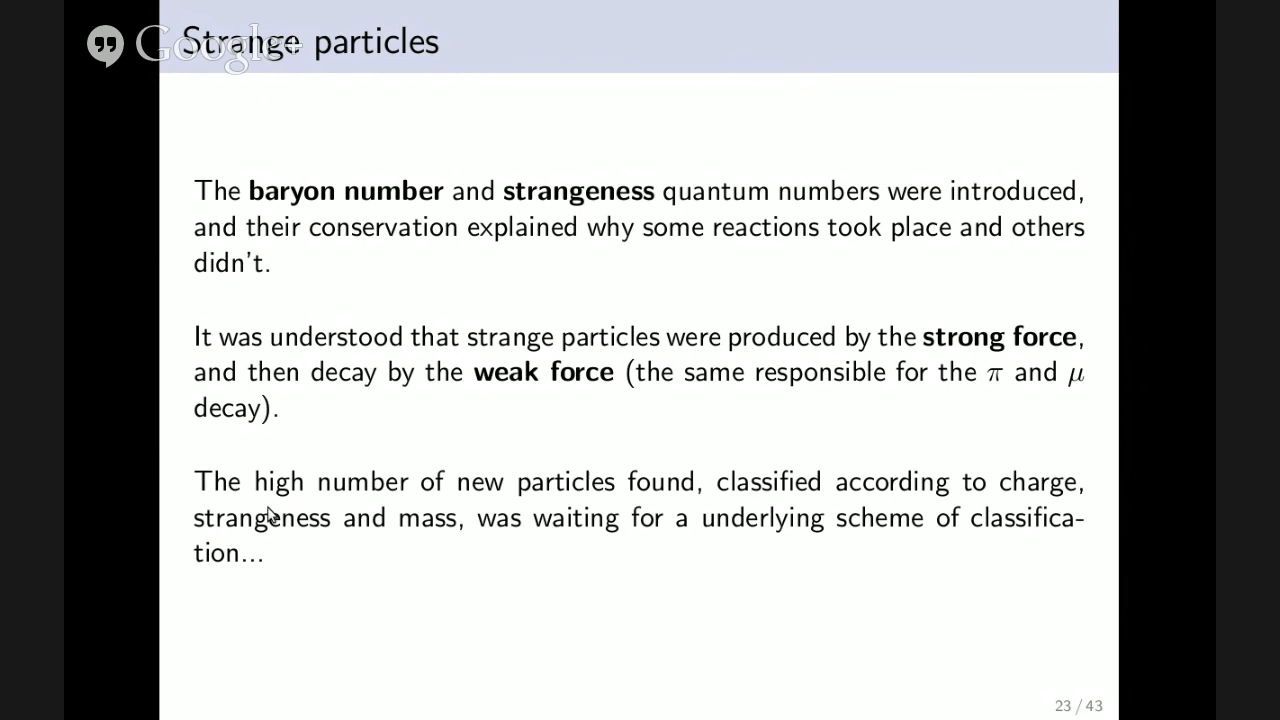 Google+
Strange particles
The baryon number and strangeness quantum numbers were introduced,
and their conservation explained why some reactions took place and others
didn't.
It was understood that strange particles were produced by the strong force,
and then decay by the weak force (the same responsible for the π and μ
decay).
The high number of new particles found, classified according to charge,
strangeness and mass, was waiting for a underlying scheme of classifica-
tion...
23 / 43